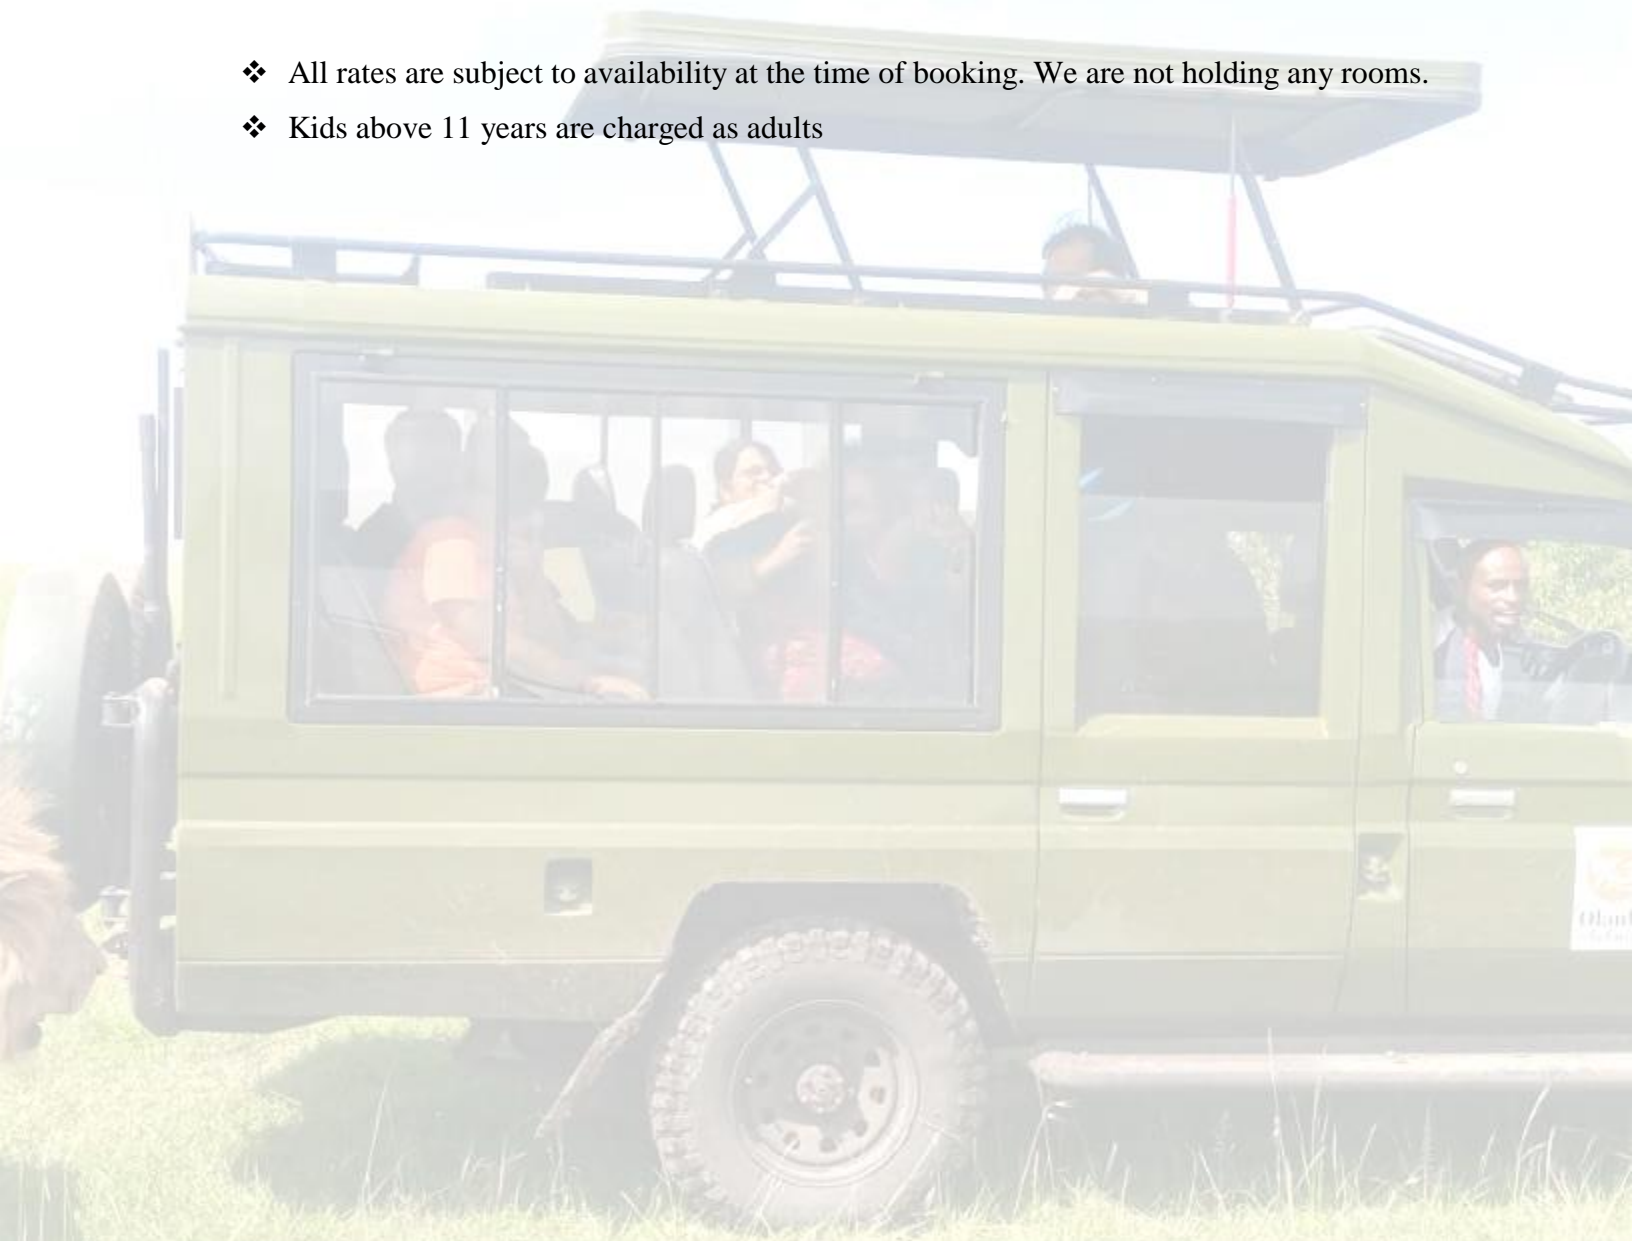 ❖ All rates are subject to availability at the time of booking. We are not holding any rooms.
❖ Kids above 11 years are charged as adults